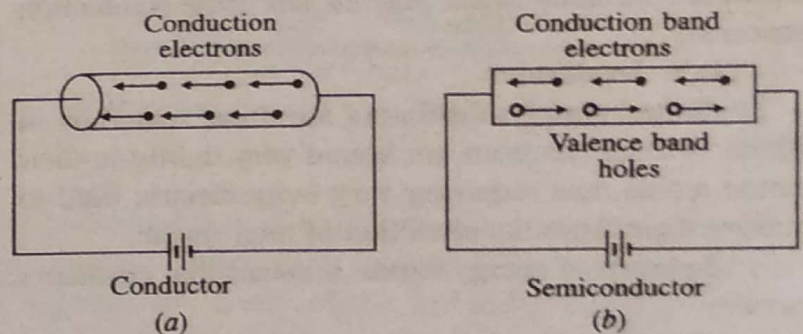 Conduction
electrons
Conductor
(a)
Conduction band
electrons
Valence band
holes
Semiconductor
(b)